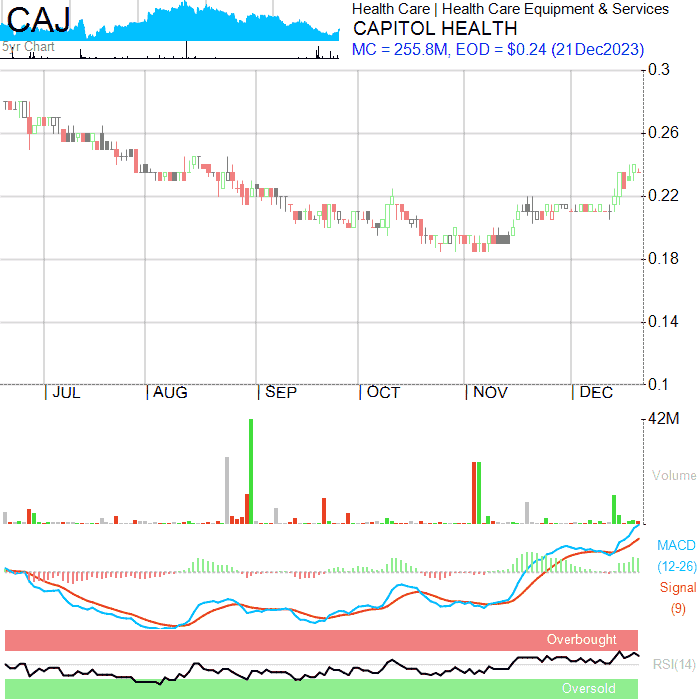 CAJ
5yr Chart
Health Care | Health Care Equipment & Services
CAPITOL HEALTH
MC = 255.8M, EOD = $0.24 (21Dec2023)
0.3
0.26
0.22
0.18
0.14
0.1
JUL AUG SEP OCT NOV DEC
42M
Volume
MACD
(12-26)
Signal
(9)
Overbought
RSI(14)
Oversold